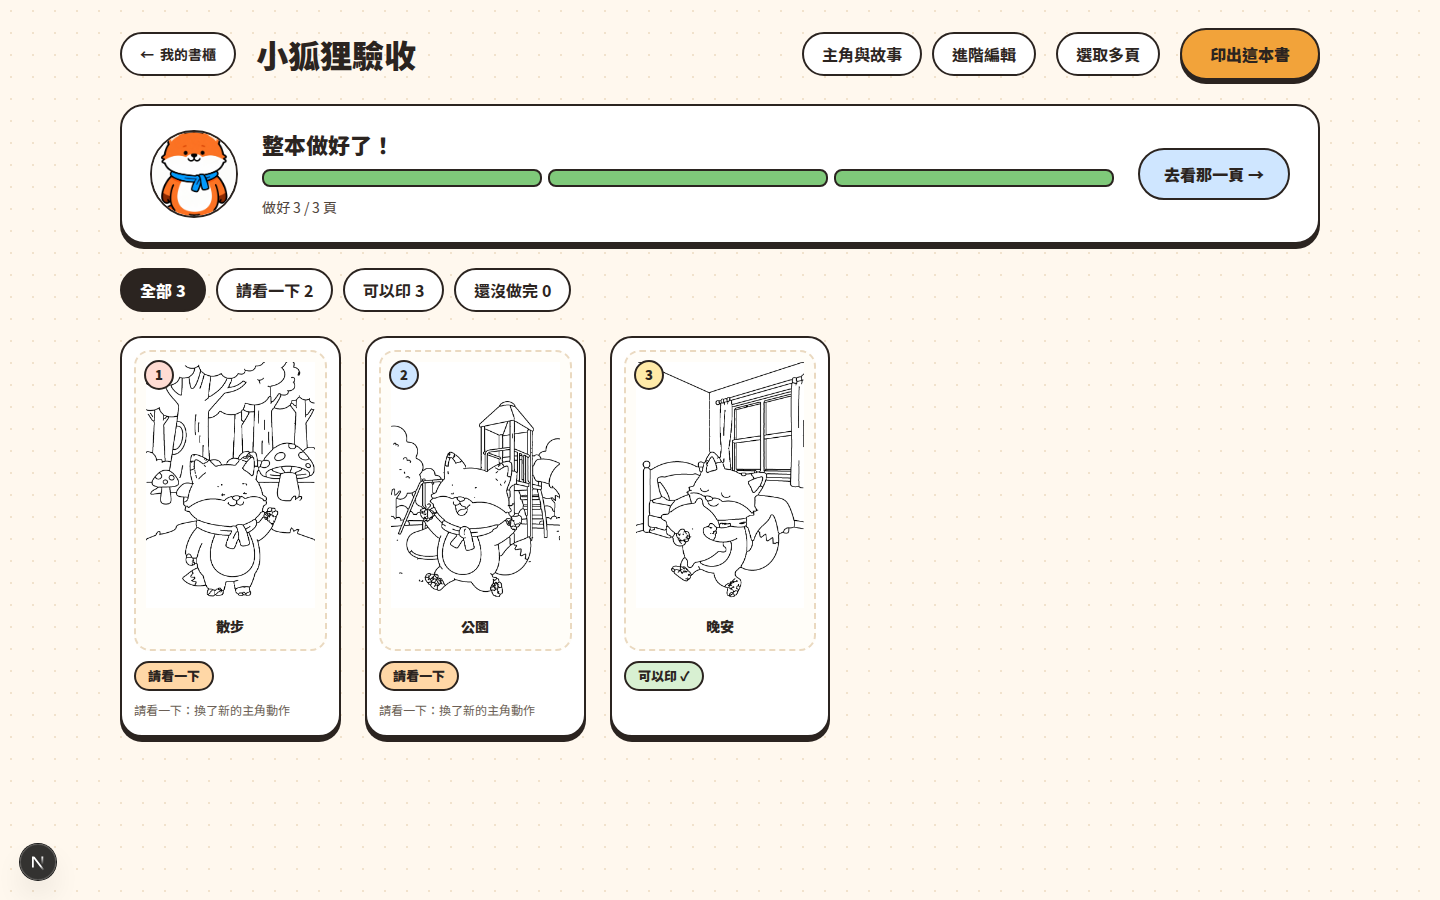 ← 我的書櫃
小狐狸驗收
主角與故事
進階編輯
選取多頁
印出這本書
整本做好了！
做好 3 / 3 頁
去看那一頁 →
全部 3
請看一下 2
可以印 3
還沒做完 0
1
散步
請看一下
請看一下：換了新的主角動作
2
公園
請看一下
請看一下：換了新的主角動作
3
晚安
可以印 ✓
N